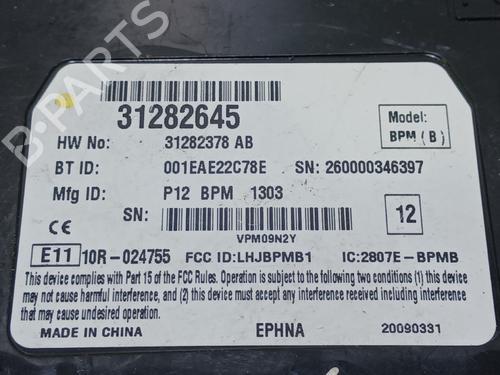 31282645
Model:
BPM (B)
HW No: 31282378 AB
BT ID: 001EAE22C78E SN: 260000346397
Mfg ID: P12 BPM 1303
SN:
12
VPM09N2Y
CE
E11 10R-024755 FCC ID:LHJBPMB1 IC:2807E-BPMB
This device complies with Part 15 of the FCC Rules. Operation is subject to the following two conditions (1) this device
may not cause harmful interference, and (2) this device must accept any interference received including interference that
may cause undesired operation.
MADE IN CHINA EPHNA 20090331
B-PARTS